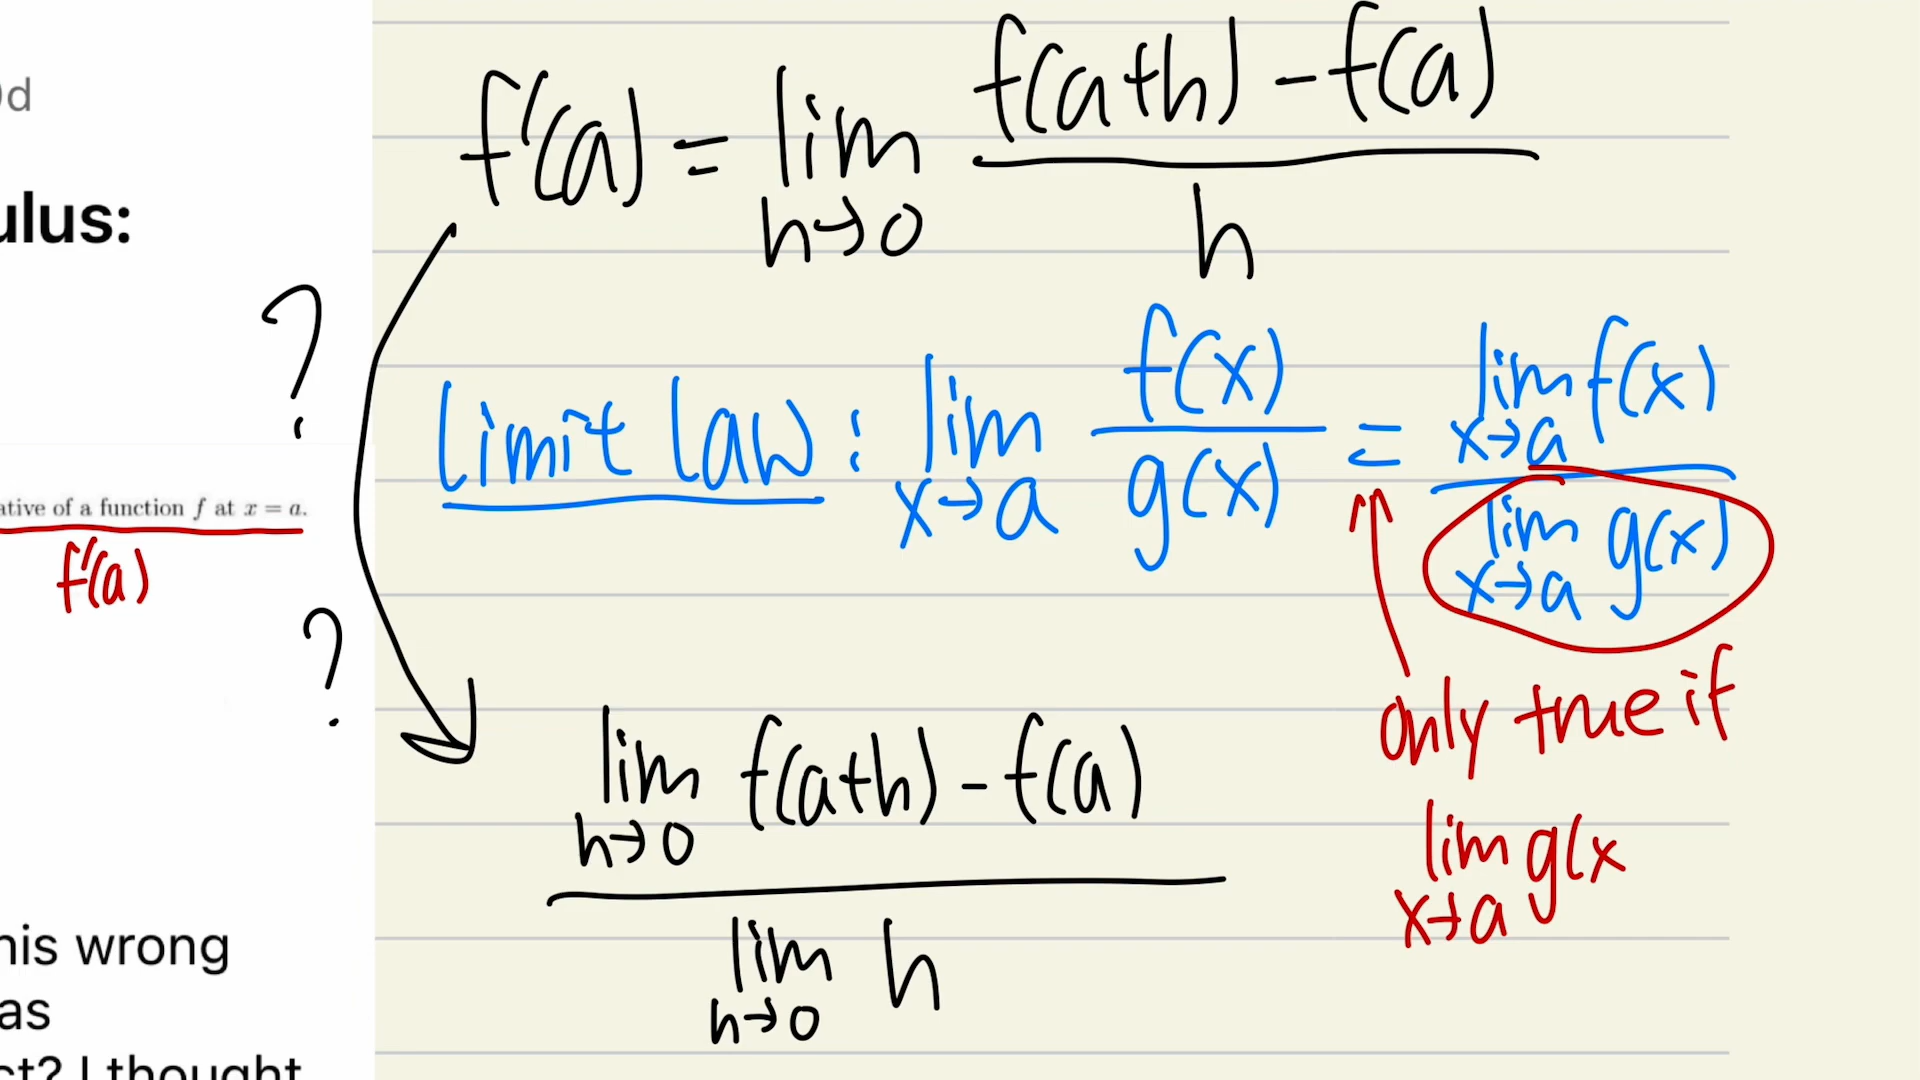 0d
ulus:
?
ative of a function f at x = a.
f'(a)
?
his wrong
as
ct? I thought
f'(a) = lim h→0 f(a+h) - f(a) / h
limit law : lim x→a f(x) / g(x) = lim x→a f(x) / lim x→a g(x)
only true if
lim x→a g(x
lim h→0 f(a+h) - f(a) / lim h→0 h